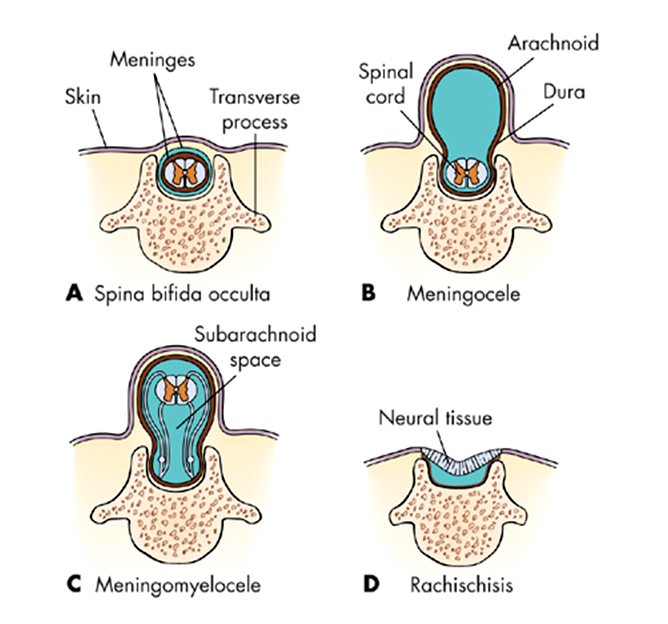 Meninges
Skin
Transverse
process
A Spina bifida occulta
Arachnoid
Spinal
cord
Dura
B Meningocele
Subarachnoid
space
C Meningomyelocele
Neural tissue
D Rachischisis